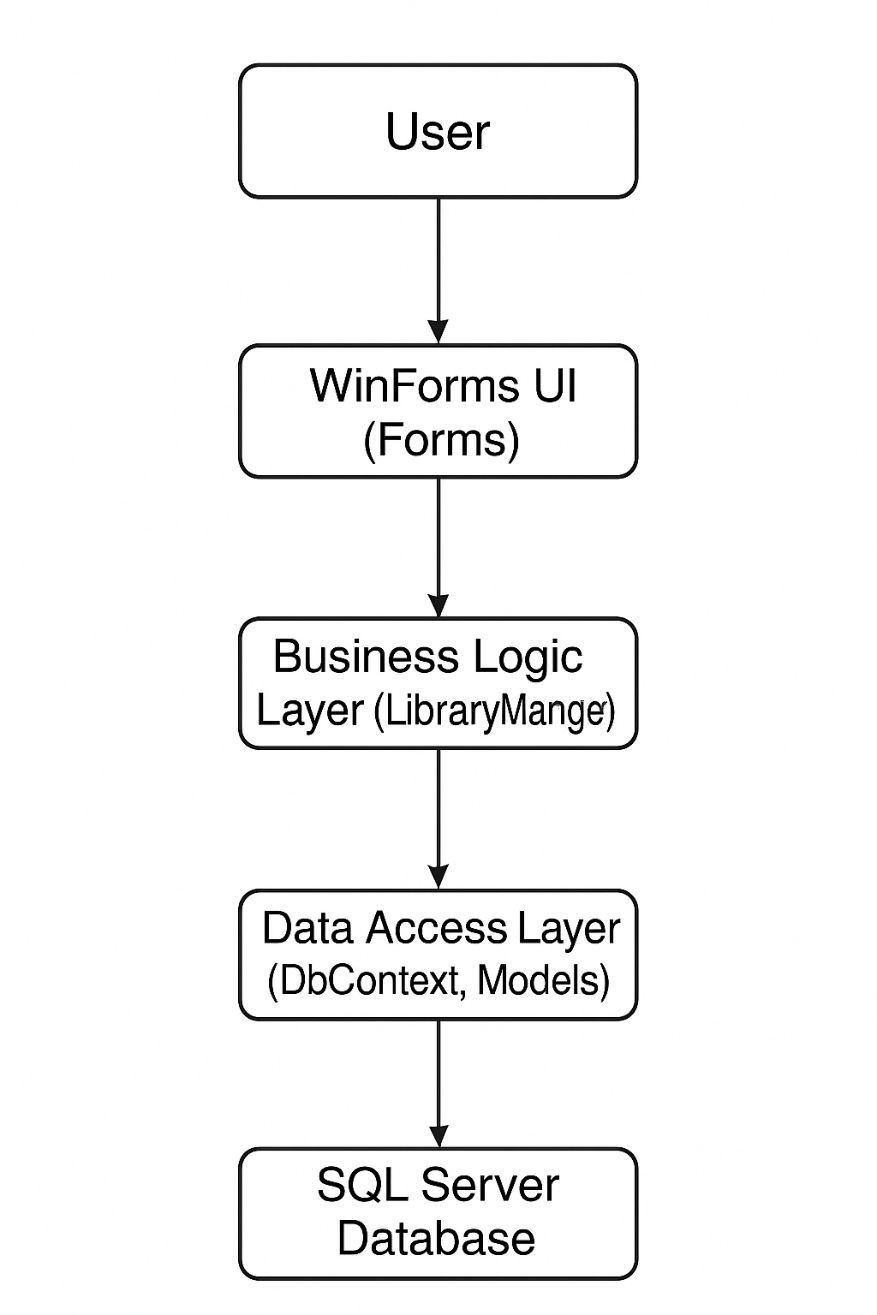 User
WinForms UI
(Forms)
Business Logic
Layer (LibraryMange)
Data Access Layer
(DbContext, Models)
SQL Server
Database